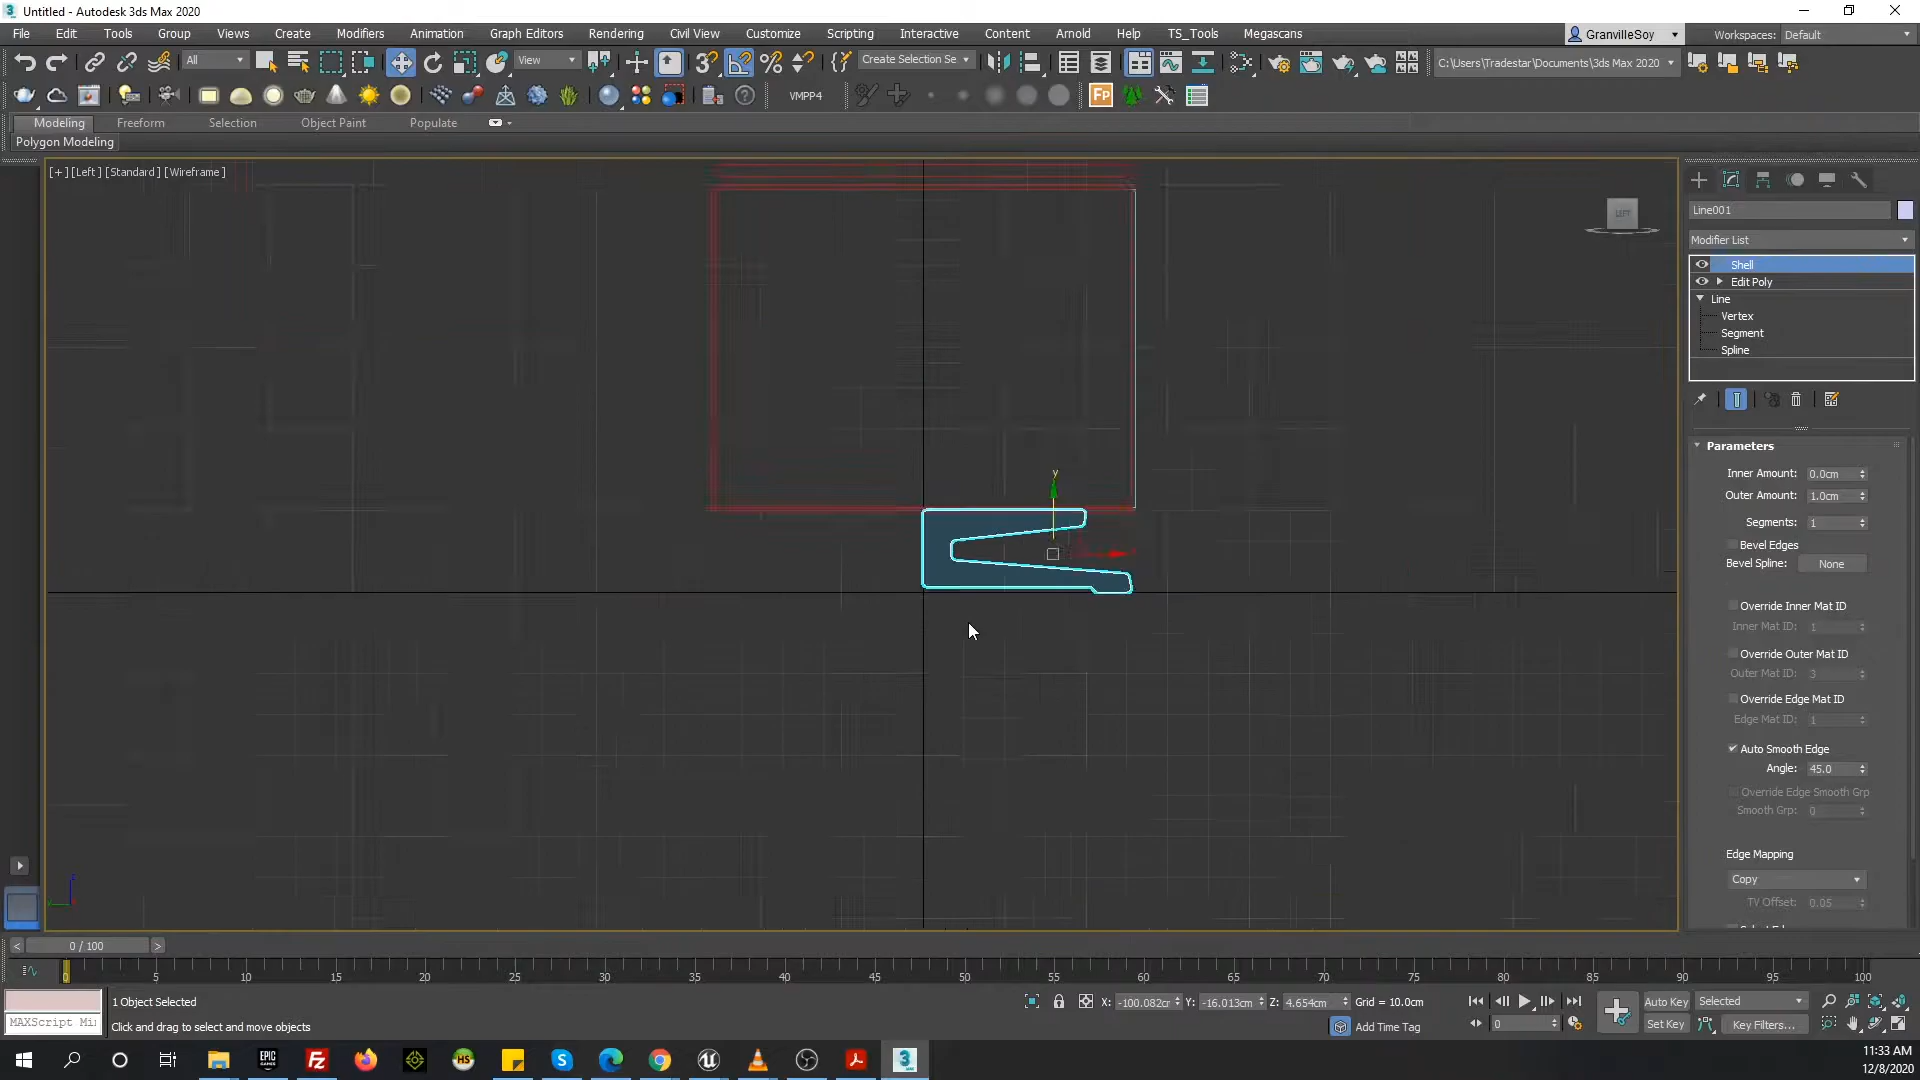 Untitled - Autodesk 3ds Max 2020
File Edit Tools Group Views Create Modifiers Animation Graph Editors Rendering Civil View Customize Scripting Interactive Content Arnold Help TS_Tools Megascans
GranvilleSoy Workspaces: Default
All View Create Selection Se C:\Users\Tradestar\Documents\3ds Max 2020
VMPP4 Fp
Modeling Freeform Selection Object Paint Populate
Polygon Modeling
[+] [Left] [Standard] [Wireframe]
LEFT
Line001
Modifier List
Shell
Edit Poly
Line
Vertex
Segment
Spline
Parameters
Inner Amount: 0.0cm
Outer Amount: 1.0cm
Segments: 1
Bevel Edges
Bevel Spline: None
Override Inner Mat ID
Inner Mat ID: 1
Override Outer Mat ID
Outer Mat ID: 3
Override Edge Mat ID
Edge Mat ID: 1
Auto Smooth Edge
Angle: 45.0
Override Edge Smooth Grp
Smooth Grp: 0
Edge Mapping
Copy
TV Offset: 0.05
y
z
< 0 / 100 >
0 5 10 15 20 25 30 35 40 45 50 55 60 65 70 75 80 85 90 95 100
1 Object Selected X: -100.082cr Y: -16.013cm Z: 4.654cm Grid = 10.0cm Auto Key Selected
MAXScript Mi Click and drag to select and move objects Add Time Tag 0 Set Key Key Filters...
11:33 AM
12/8/2020